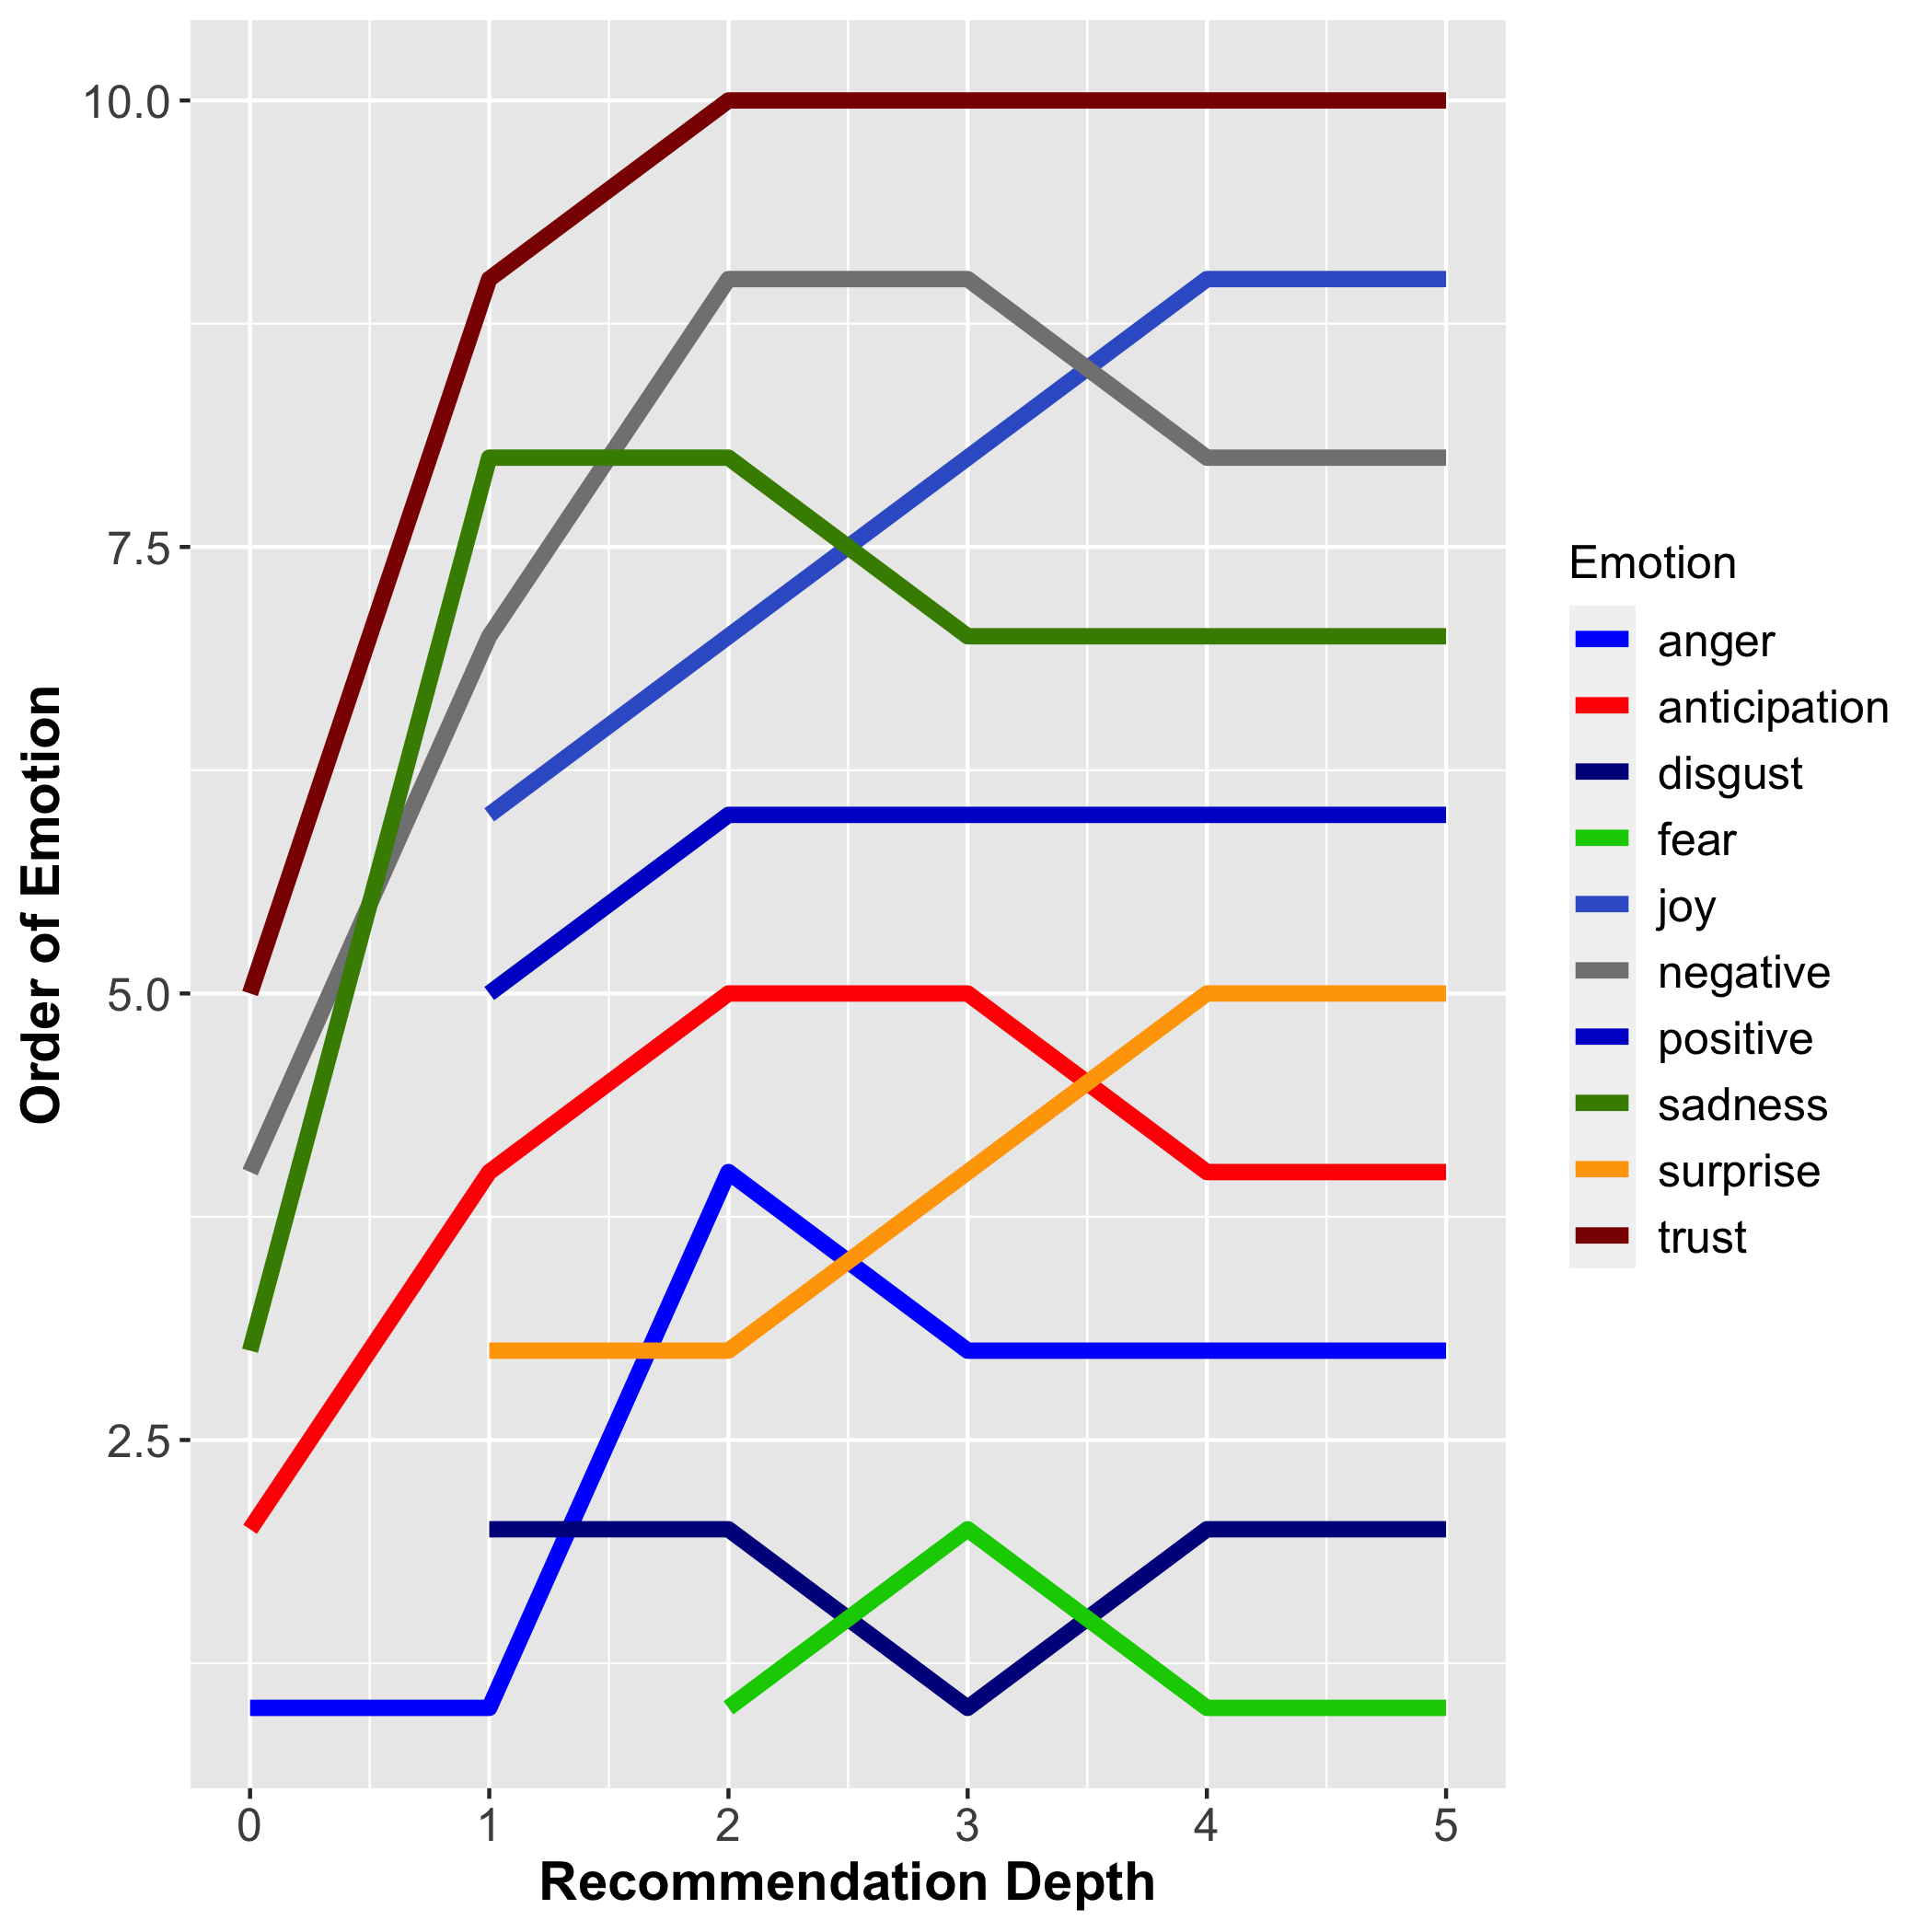 Order of Emotion
10.0
7.5
5.0
2.5
0 1 2 3 4 5
Recommendation Depth
Emotion
anger
anticipation
disgust
fear
joy
negative
positive
sadness
surprise
trust